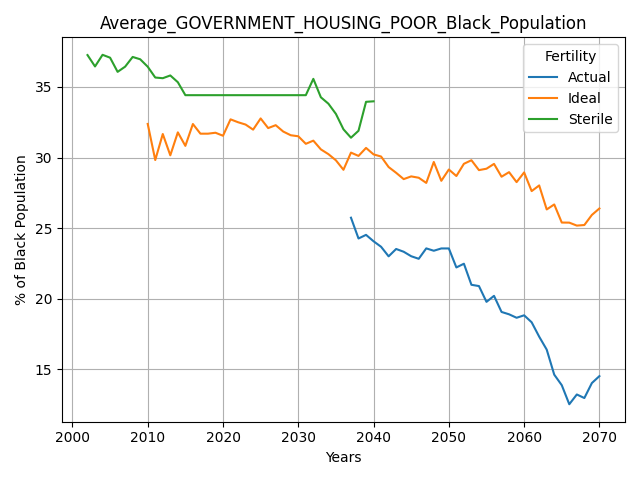 Average_GOVERNMENT_HOUSING_POOR_Black_Population
Fertility
Actual
Ideal
Sterile
% of Black Population
35
30
25
20
15
2000 2010 2020 2030 2040 2050 2060 2070
Years